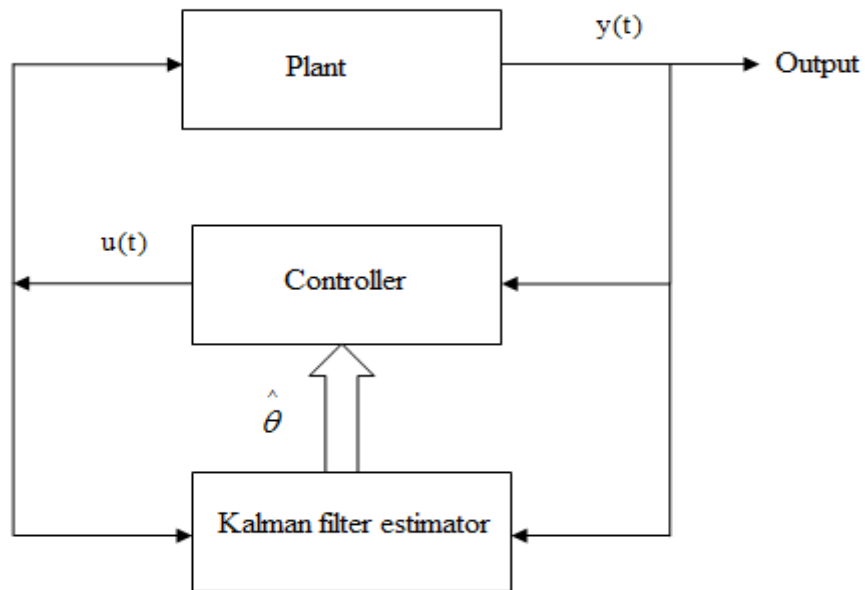 y(t)
Plant
Output
u(t)
Controller
θ̂
Kalman filter estimator